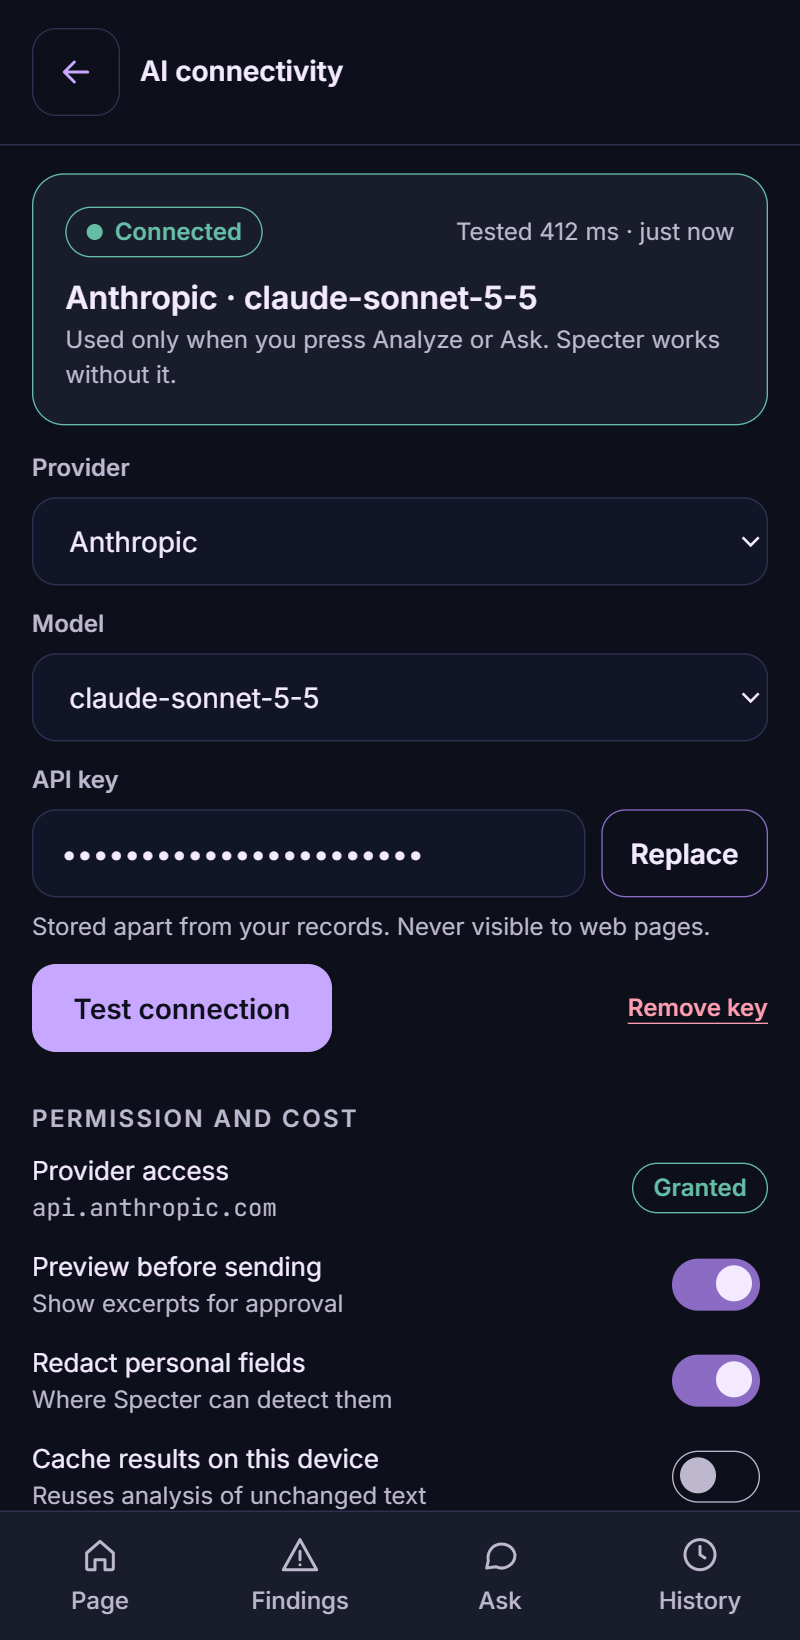 AI connectivity
Connected
Tested 412 ms · just now
Anthropic · claude-sonnet-5-5
Used only when you press Analyze or Ask. Specter works
without it.
Provider
Anthropic
Model
claude-sonnet-5-5
API key
•••••••••••••••••••••••
Replace
Stored apart from your records. Never visible to web pages.
Test connection
Remove key
PERMISSION AND COST
Provider access
api.anthropic.com
Granted
Preview before sending
Show excerpts for approval
Redact personal fields
Where Specter can detect them
Cache results on this device
Reuses analysis of unchanged text
Page
Findings
Ask
History